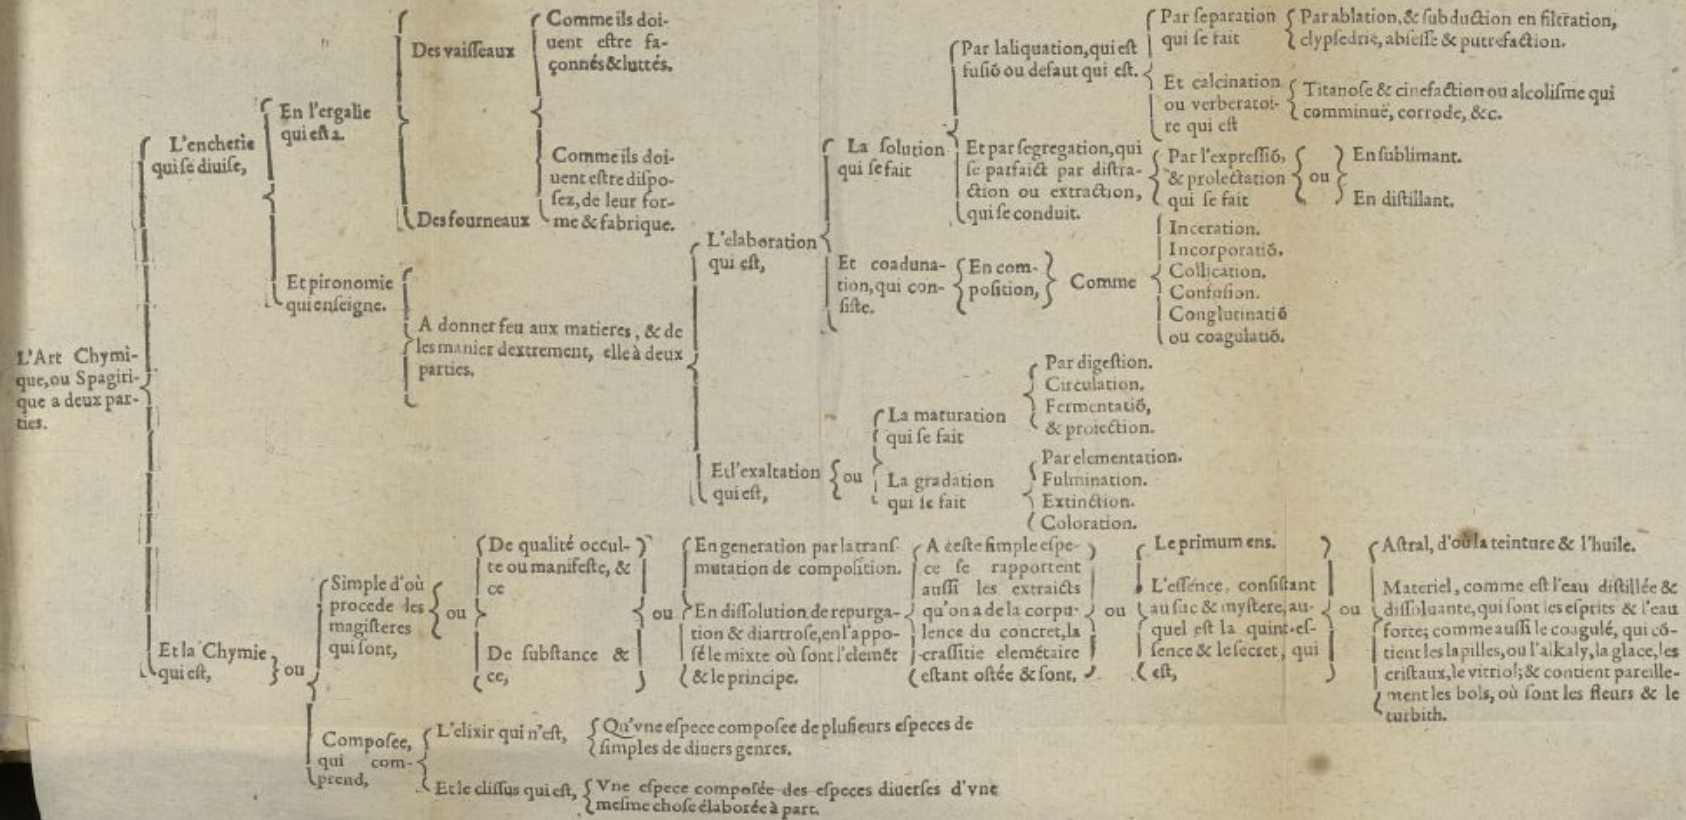 L'Art Chymi-
que, ou Spagiri-
que a deux par-
ties.
L'encherie
qui se diuise,
En l'ergalie
qui est a.
Des vaisseaux
Comme ils doi-
uent estre fa-
çonnés & luttés.
Des fourneaux
Comme ils doi-
uent estre dispo-
sez, de leur for-
me & fabrique.
Et pironomie
qui enseigne.
A donner feu aux matieres, & de
les manier dextrement, elle à deux
parties.
L'elaboration
qui est,
La solution
qui se fait
Par laliquation, qui est
fusiõ ou defaut qui est.
Par separation
qui se fait
Par ablation, & subduction en filtration,
clypsedrie, absesse & putrefaction.
Et calcination
ou verberatoi-
re qui est
Titanose & cinefaction ou alcolisme qui
comminuë, corrode, &c.
Et par segregation, qui
se parfaict par distra-
ction ou extraction,
qui se conduit.
Par l'expressiõ,
& prolectation
qui se fait
ou
En sublimant.
En distillant.
Et coaduna-
tion, qui con-
siste.
En com-
position,
Comme
Inceration.
Incorporatiõ.
Collication.
Confusion.
Conglutinatiõ
ou coagulatiõ.
Et l'exaltation
qui est,
ou
La maturation
qui se fait
Par digestion.
Circulation.
Fermentatiõ,
& proiection.
La gradation
qui se fait
Par elementation.
Fulmination.
Extinction.
Coloration.
Et la Chymie
qui est,
ou
Simple d'où
procede les
magisteres
qui sont,
ou
De qualité occul-
te ou manifeste, &
ce
De substance &
ce,
ou
En generation par la transf-
mutation de composition.
En dissolution de repurga-
tion & diartrose, en l'appo-
sé le mixte où sont l'elemẽt
& le principe.
A ceste simple espe-
ce se rapportent
aussi les extraicts
qu'on a de la corpu-
lence du concret, la
crassitie elemẽtaire
estant ostée & sont,
ou
Le primum ens.
L'essence, consistant
au suc & mystere, au-
quel est la quint-es-
sence & le secret, qui
est,
ou
Astral, d'où la teinture & l'huile.
Materiel, comme est l'eau distillée &
dissoluante, qui sont les esprits & l'eau
forte; comme aussi le coagulé, qui cõ-
tient les lapilles, ou l'alkaly, la glace, les
cristaux, le vitriol; & contient pareille-
ment les bols, où sont les fleurs & le
turbith.
Composee,
qui com-
prend,
L'elixir qui n'est,
Qu'vne espece composee de plusieurs especes de
simples de diuers genres.
Et le clissus qui est,
Vne espece composée des especes diuerses d'vne
mesme chose élaborée à part.